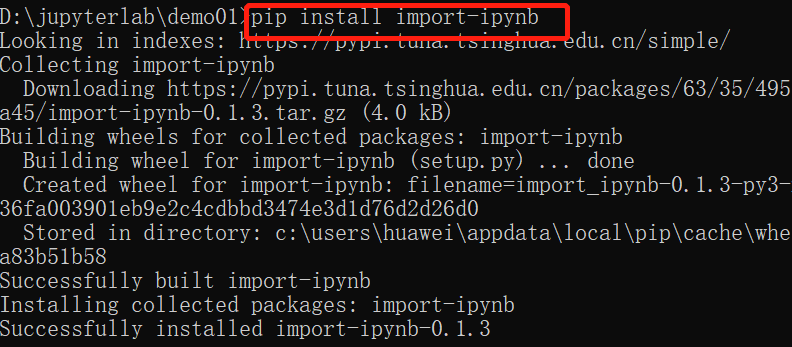 D:\jupyterlab\demo01>pip install import-ipynb
Looking in indexes: https://pypi.tuna.tsinghua.edu.cn/simple/
Collecting import-ipynb
  Downloading https://pypi.tuna.tsinghua.edu.cn/packages/63/35/495
a45/import-ipynb-0.1.3.tar.gz (4.0 kB)
Building wheels for collected packages: import-ipynb
  Building wheel for import-ipynb (setup.py) ... done
  Created wheel for import-ipynb: filename=import_ipynb-0.1.3-py3-
36fa003901eb9e2c4cdbbd3474e3d1d76d2d26d0
  Stored in directory: c:\users\huawei\appdata\local\pip\cache\whe
a83b51b58
Successfully built import-ipynb
Installing collected packages: import-ipynb
Successfully installed import-ipynb-0.1.3